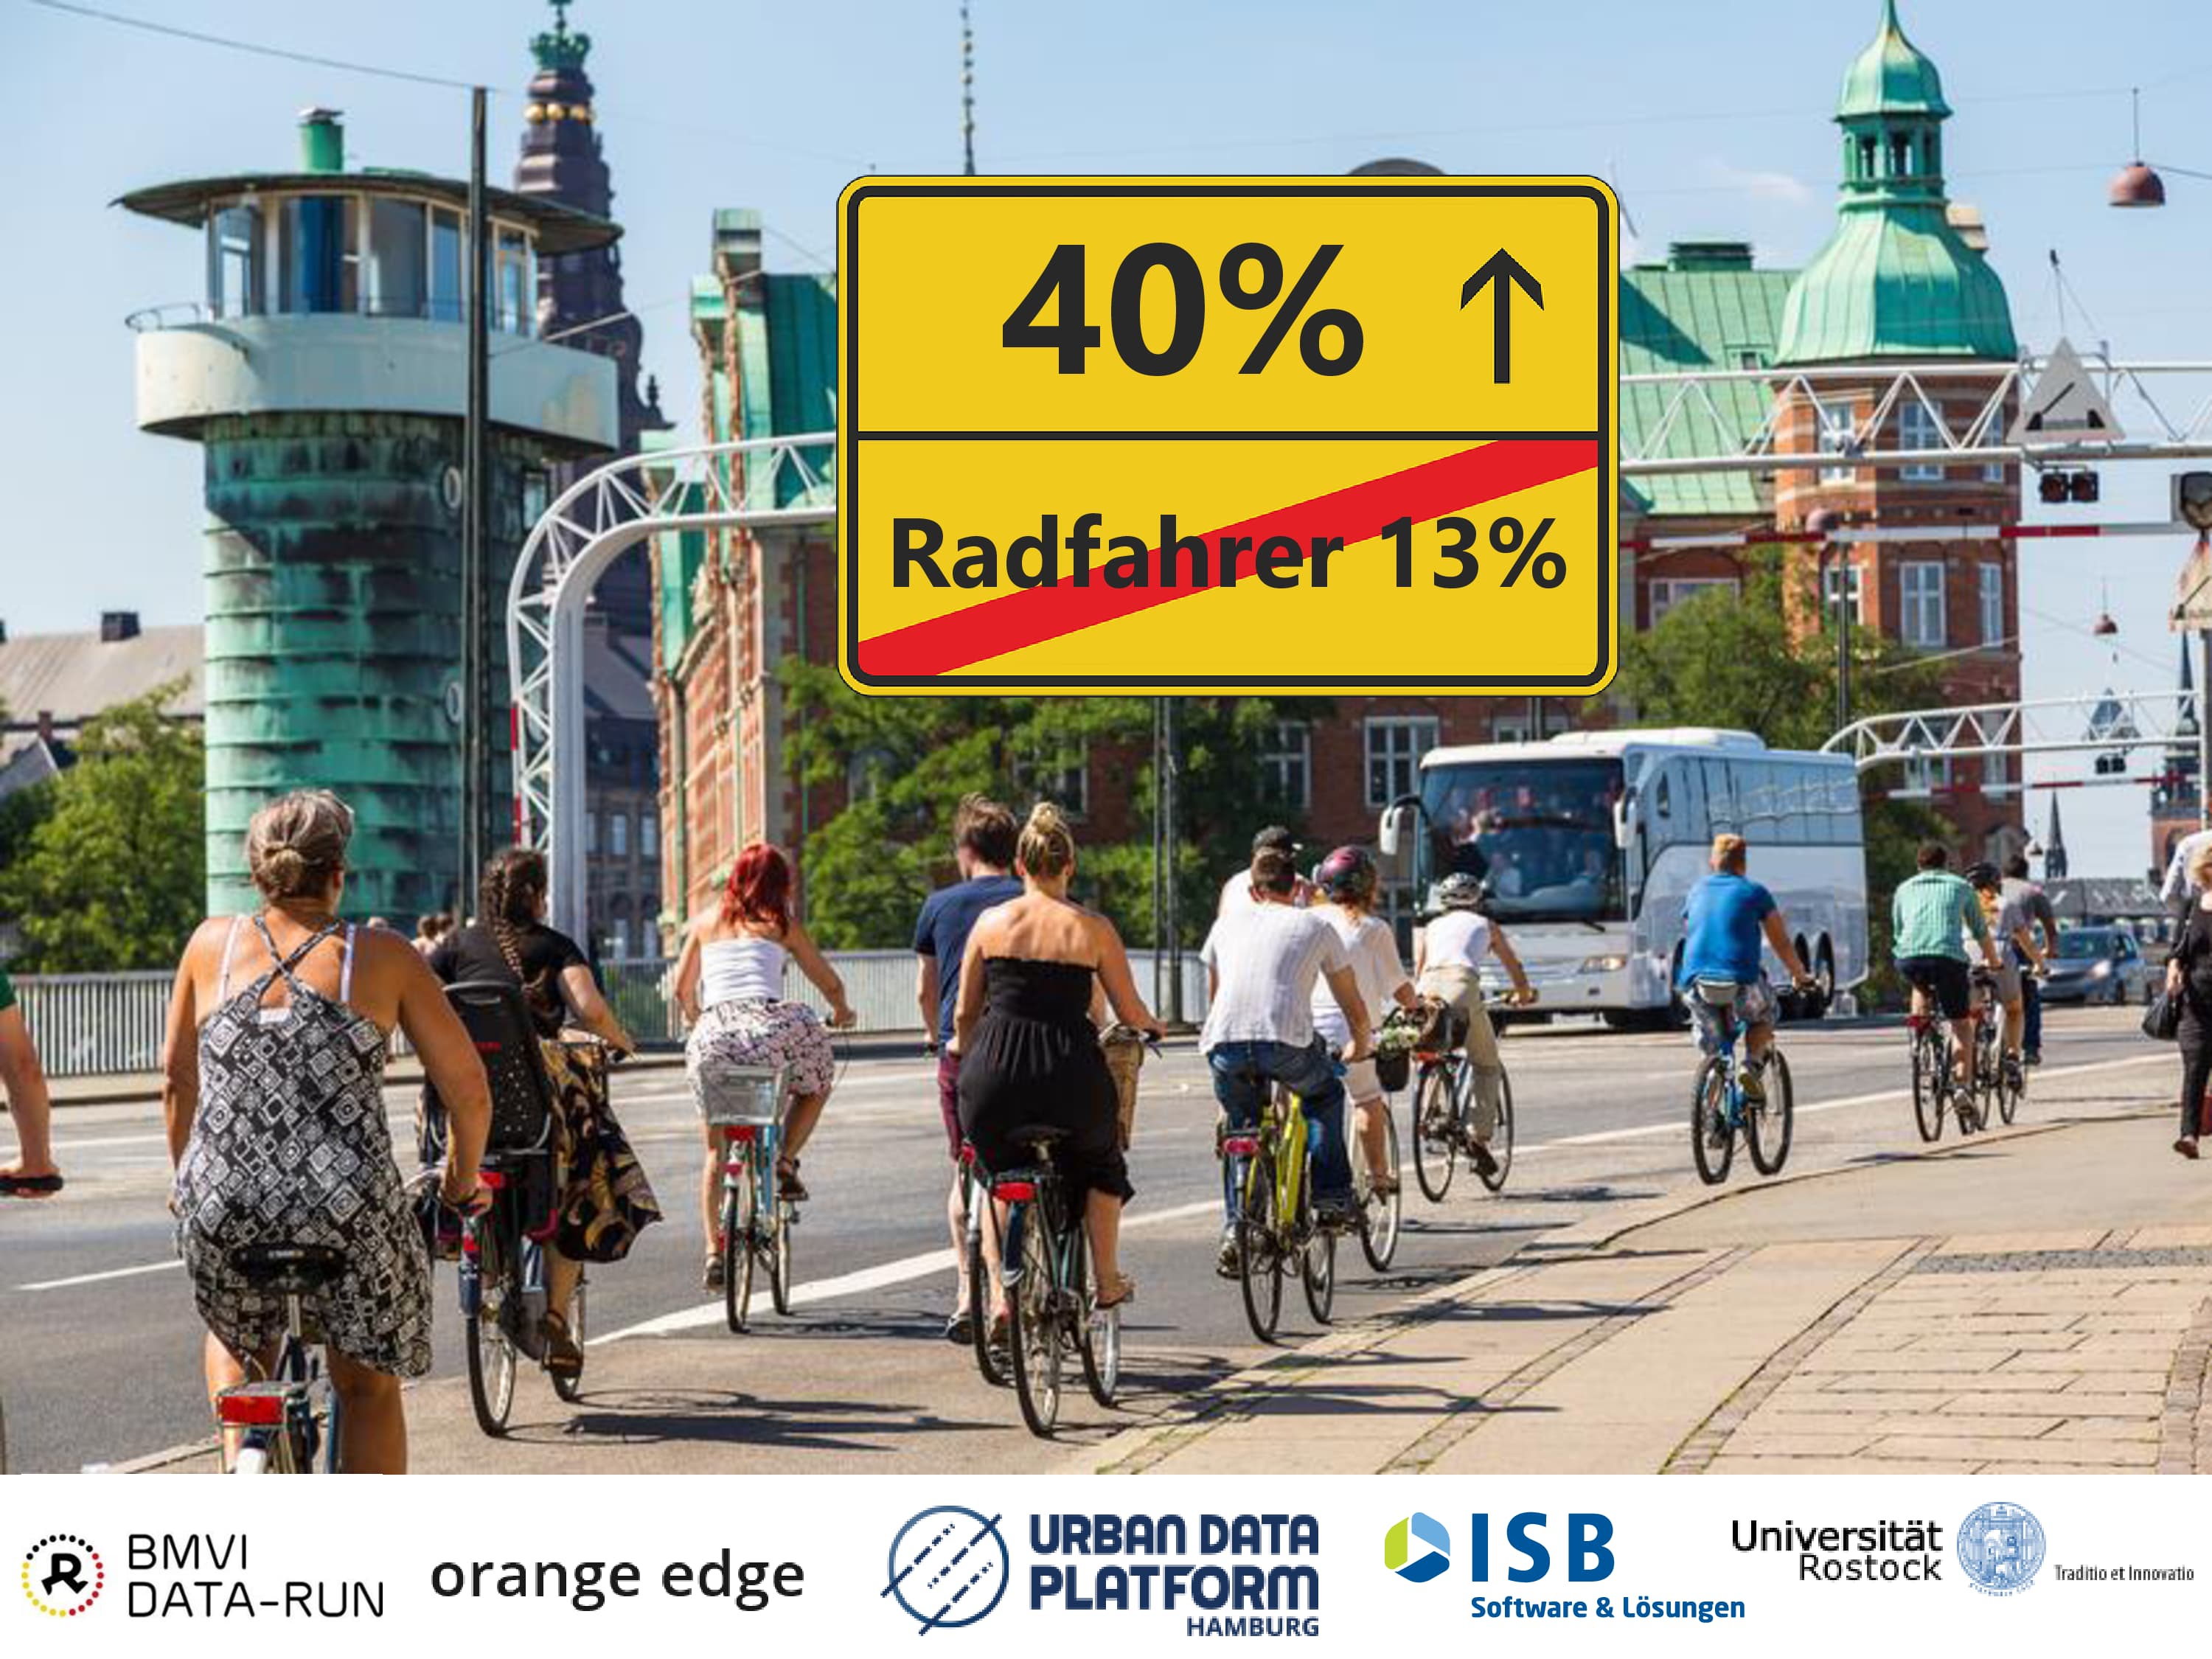 40% ↑
Radfahrer 13%
BMVI
DATA-RUN
orange edge
URBAN DATA
PLATFORM
HAMBURG
ISB
Software & Lösungen
Universität
Rostock
Traditio et Innovatio